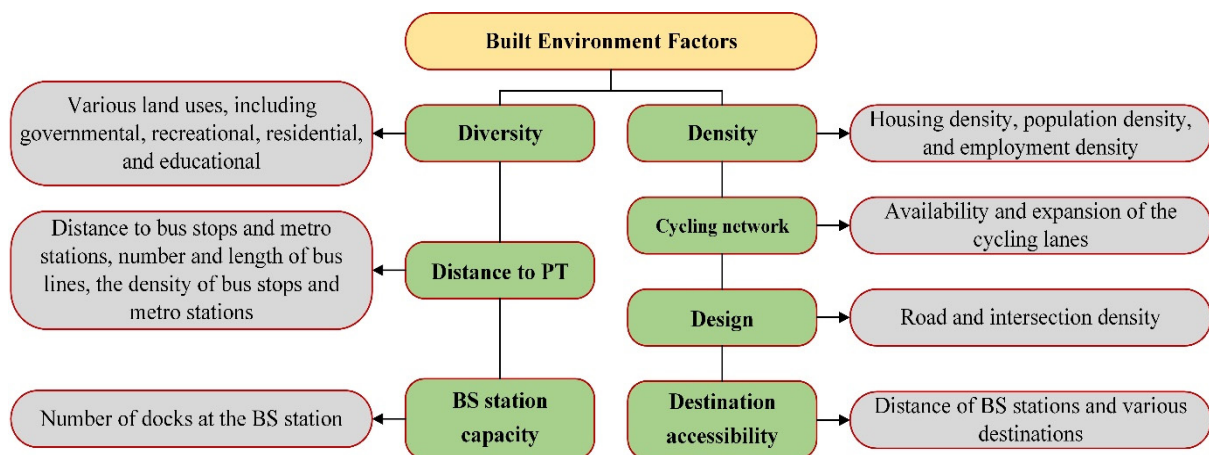 Built Environment Factors
Various land uses, including
governmental, recreational, residential,
and educational
Diversity
Density
Housing density, population density,
and employment density
Distance to bus stops and metro
stations, number and length of bus
lines, the density of bus stops and
metro stations
Distance to PT
Cycling network
Availability and expansion of the
cycling lanes
Design
Road and intersection density
Number of docks at the BS station
BS station
capacity
Destination
accessibility
Distance of BS stations and various
destinations